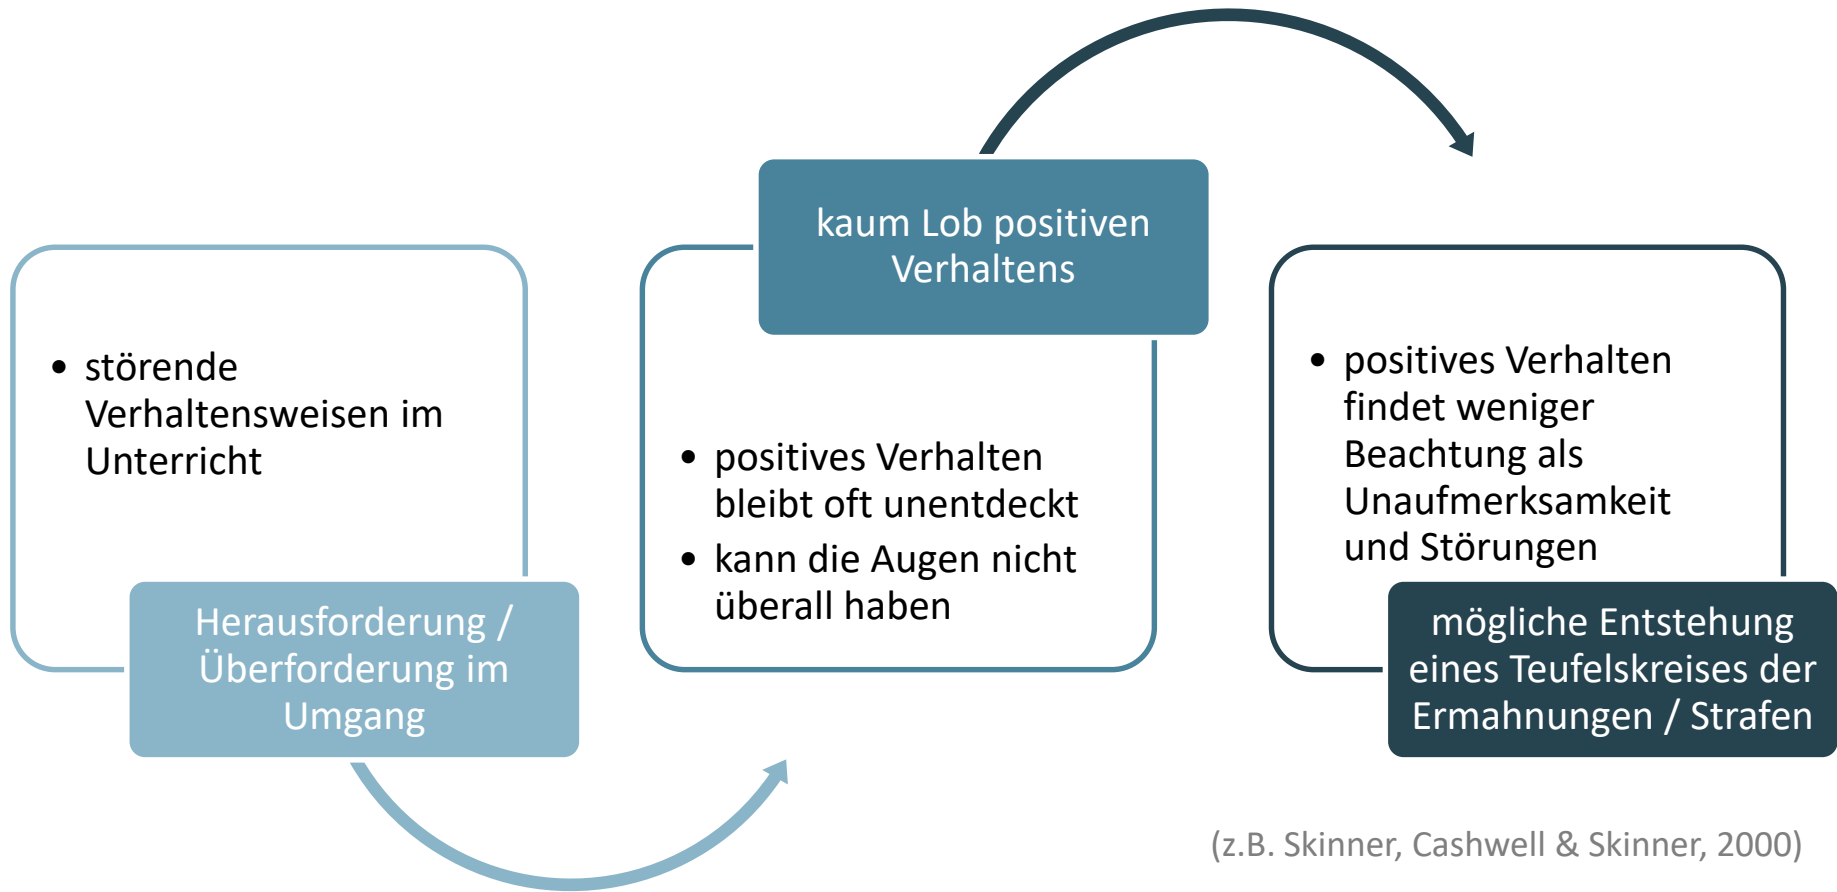 • störende
Verhaltensweisen im
Unterricht
Herausforderung /
Überforderung im
Umgang
kaum Lob positiven
Verhaltens
• positives Verhalten
bleibt oft unentdeckt
• kann die Augen nicht
überall haben
• positives Verhalten
findet weniger
Beachtung als
Unaufmerksamkeit
und Störungen
mögliche Entstehung
eines Teufelskreises der
Ermahnungen / Strafen
(z.B. Skinner, Cashwell & Skinner, 2000)